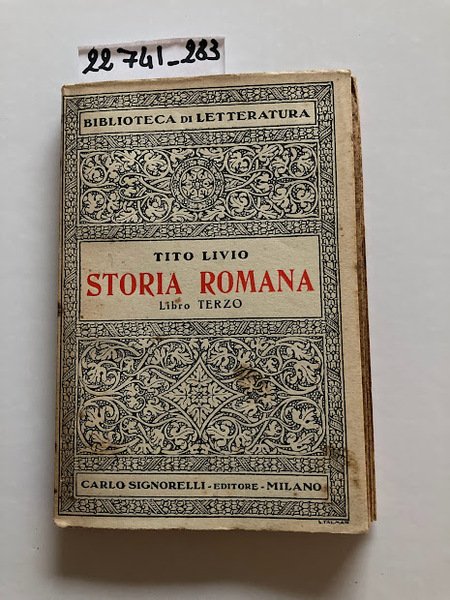 22741_283
BIBLIOTECA DI LETTERATURA
TITO LIVIO
STORIA ROMANA
Libro TERZO
CARLO SIGNORELLI - EDITORE - MILANO